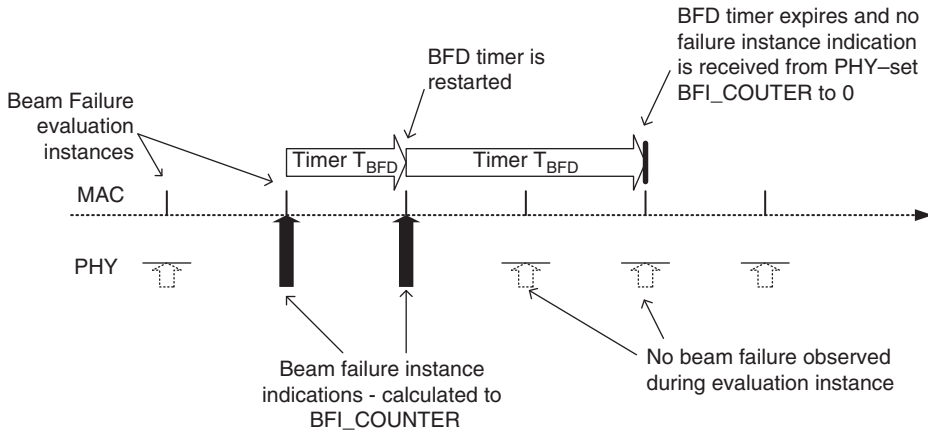 BFD timer expires and no
failure instance indication
is received from PHY–set
BFI_COUTER to 0
BFD timer is
restarted
Beam Failure
evaluation
instances
Timer TBFD
Timer TBFD
MAC
PHY
Beam failure instance
indications - calculated to
BFI_COUNTER
No beam failure observed
during evaluation instance